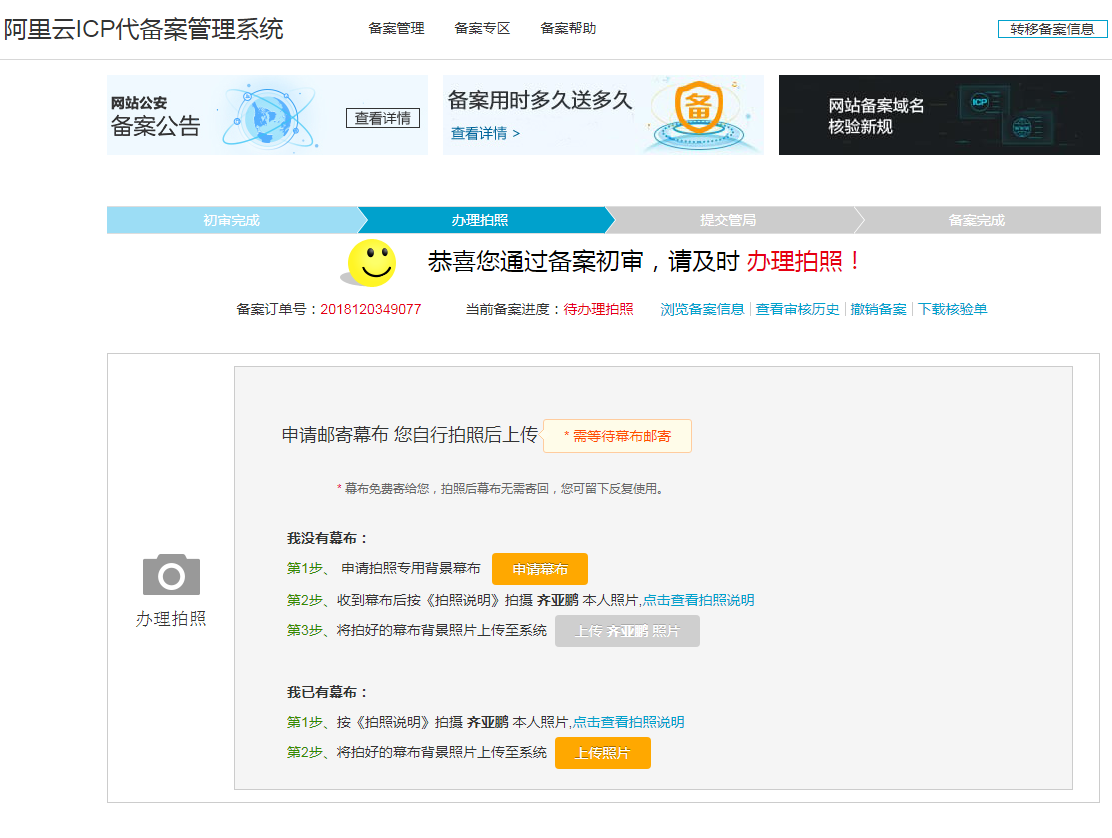 阿里云ICP代备案管理系统 备案管理 备案专区 备案帮助 转移备案信息
网站公安
备案公告
查看详情
备案用时多久送多久
查看详情 >
备
网站备案域名
核验新规
ICP
WWW
初审完成 办理拍照 提交管局 备案完成
恭喜您通过备案初审，请及时 办理拍照！
备案订单号：2018120349077 当前备案进度：待办理拍照 浏览备案信息 查看审核历史 撤销备案 下载核验单
申请邮寄幕布 您自行拍照后上传 * 需等待幕布邮寄
* 幕布免费寄给您，拍照后幕布无需寄回，您可留下反复使用。
我没有幕布：
第1步、 申请拍照专用背景幕布 申请幕布
第2步、收到幕布后按《拍照说明》拍摄 齐亚鹏 本人照片,点击查看拍照说明
第3步、将拍好的幕布背景照片上传至系统 上传 齐亚鹏 照片
办理拍照
我已有幕布：
第1步、按《拍照说明》拍摄 齐亚鹏 本人照片,点击查看拍照说明
第2步、将拍好的幕布背景照片上传至系统 上传照片